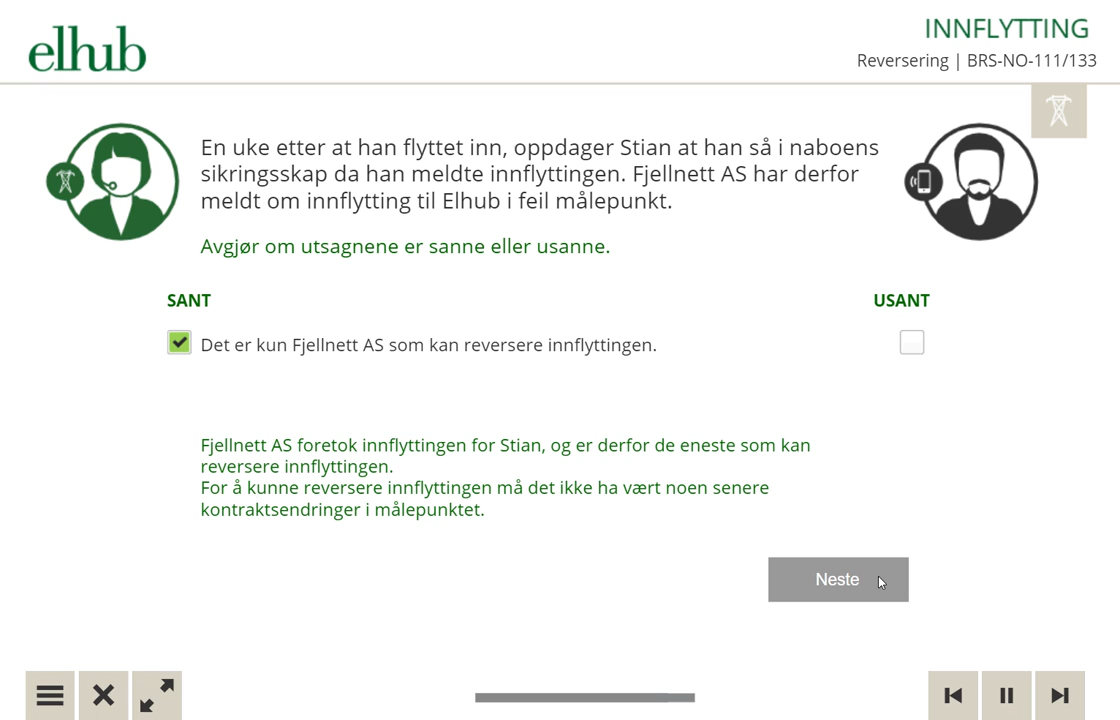 elhub
INNFLYTTING
Reversering | BRS-NO-111/133
En uke etter at han flyttet inn, oppdager Stian at han så i naboens
sikringsskap da han meldte innflyttingen. Fjellnett AS har derfor
meldt om innflytting til Elhub i feil målepunkt.
Avgjør om utsagnene er sanne eller usanne.
SANT
USANT
Det er kun Fjellnett AS som kan reversere innflyttingen.
Fjellnett AS foretok innflyttingen for Stian, og er derfor de eneste som kan
reversere innflyttingen.
For å kunne reversere innflyttingen må det ikke ha vært noen senere
kontraktsendringer i målepunktet.
Neste